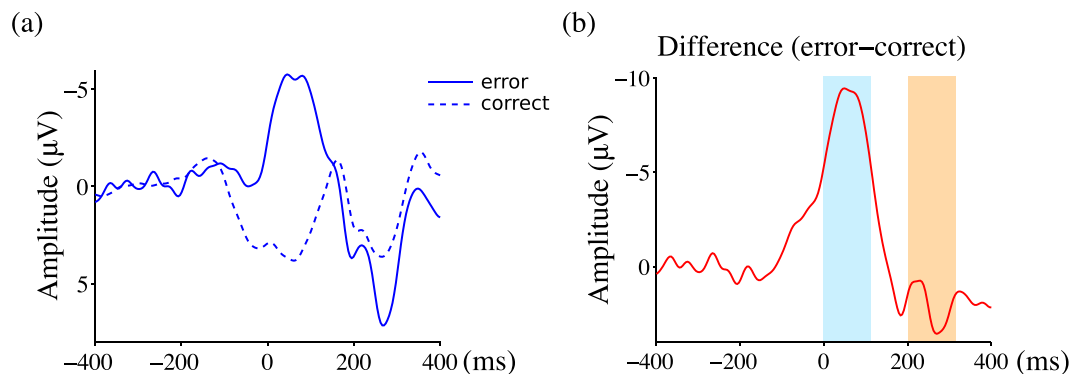 (a)
Amplitude (μV)
−5
0
5
error
correct
−400
−200
0
200
400
(ms)
(b)
Difference (error−correct)
Amplitude (μV)
−10
−5
0
−400
−200
0
200
400
(ms)